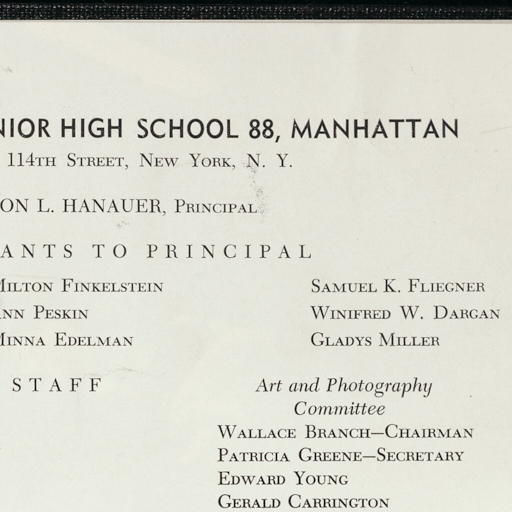 NIOR HIGH SCHOOL 88, MANHATTAN
114TH STREET, NEW YORK, N. Y.
ON L. HANAUER, PRINCIPAL
ANTS TO PRINCIPAL
MILTON FINKELSTEIN SAMUEL K. FLIEGNER
ANN PESKIN WINIFRED W. DARGAN
MINNA EDELMAN GLADYS MILLER
STAFF
Art and Photography
Committee
WALLACE BRANCH—CHAIRMAN
PATRICIA GREENE—SECRETARY
EDWARD YOUNG
GERALD CARRINGTON